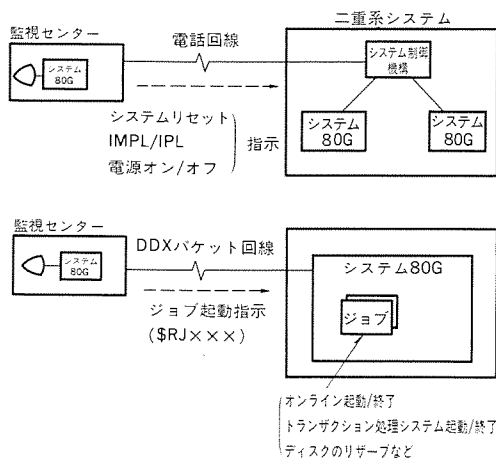 二重系システム
監視センター
電話回線
システム
80G
システム制御
機構
システムリセット
IMPL/IPL
電源オン/オフ
指示
システム
80G
システム
80G
監視センター
DDXパケット回線
システム
80G
システム80G
ジョブ起動指示
($RJ×××)
ジョブ
オンライン起動/終了
トランザクション処理システム起動/終了
ディスクのリザーブなど